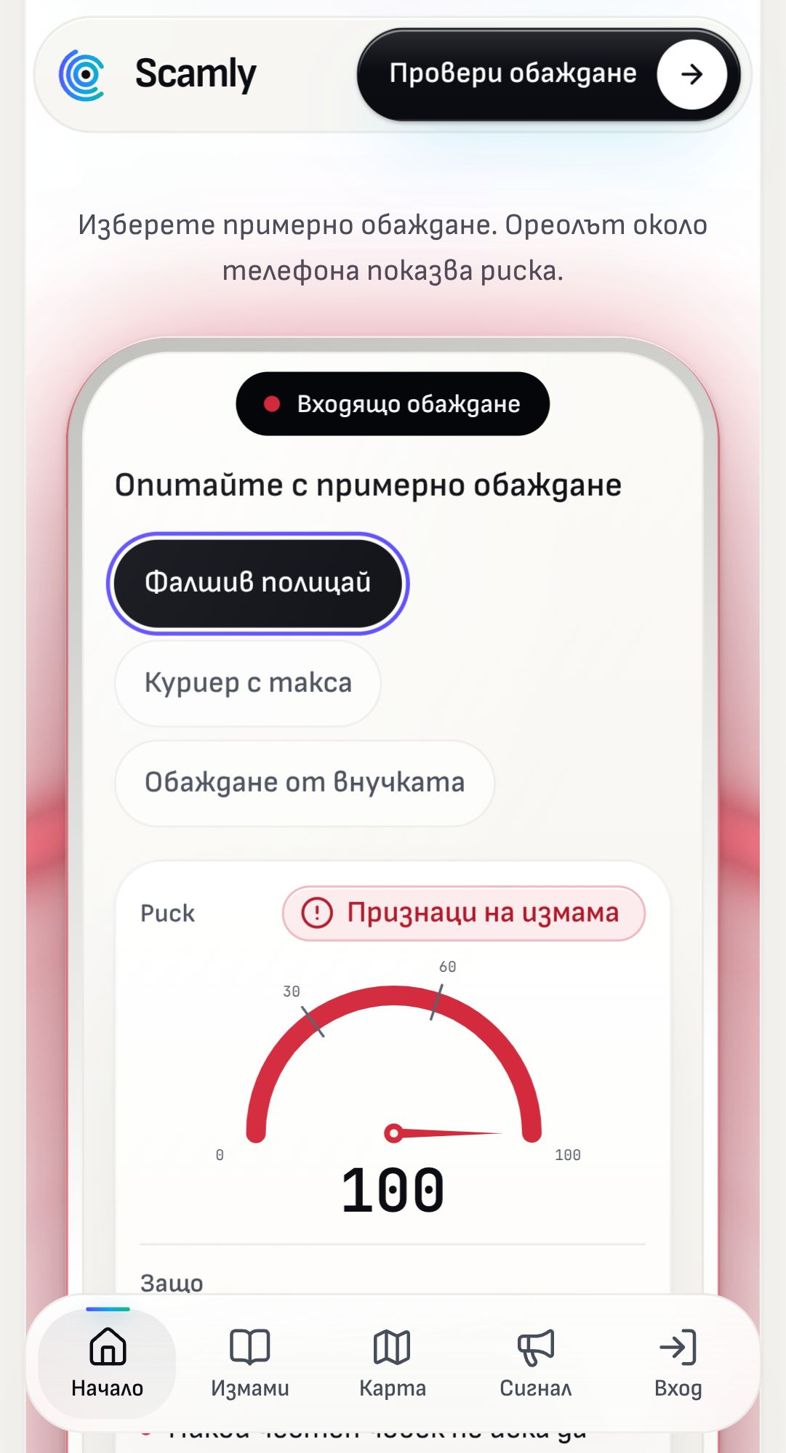 Scamly
Провери обаждане
Изберете примерно обаждане. Ореолът около
телефона показва риска.
Входящо обаждане
Опитайте с примерно обаждане
Фалшив полицай
Куриер с такса
Обаждане от внучката
Риск
Признаци на измама
60
30
0
100
100
Защо
Начало
Измами
Карта
Сигнал
Вход